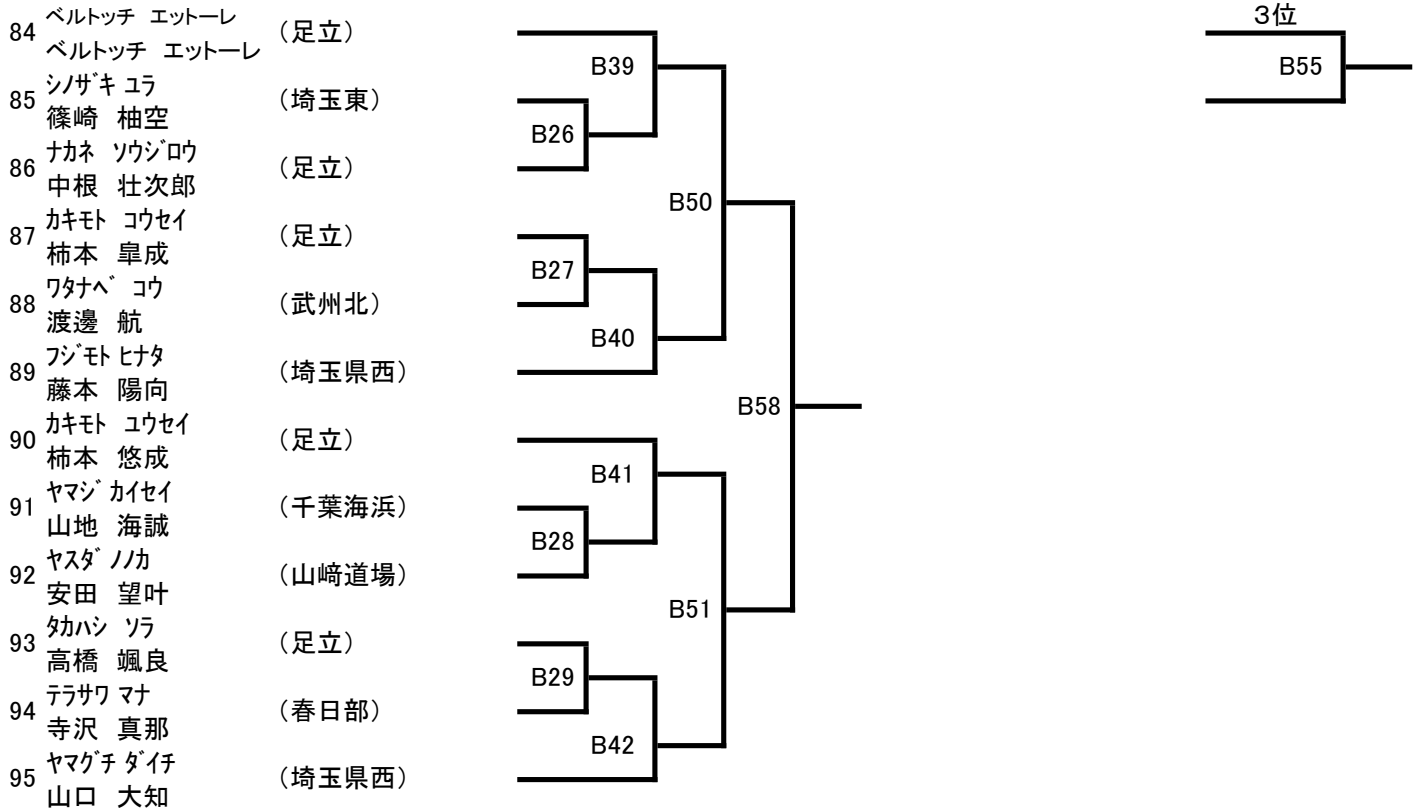 ベルトッチ エットーレ
84 ベルトッチ エットーレ （足立）
シノザキ ユラ
85 篠崎 柚空 （埼玉東）
ナカネ ソウジロウ
86 中根 壮次郎 （足立）
カキモト コウセイ
87 柿本 皐成 （足立）
ワタナベ コウ
88 渡邊 航 （武州北）
フジモト ヒナタ
89 藤本 陽向 （埼玉県西）
カキモト ユウセイ
90 柿本 悠成 （足立）
ヤマジ カイセイ
91 山地 海誠 （千葉海浜）
ヤスダ ノノカ
92 安田 望叶 （山﨑道場）
タカハシ ソラ
93 高橋 颯良 （足立）
テラサワ マナ
94 寺沢 真那 （春日部）
ヤマグチ ダイチ
95 山口 大知 （埼玉県西）
B39
B26
B50
B27
B40
B58
B41
B28
B51
B29
B42
３位
B55